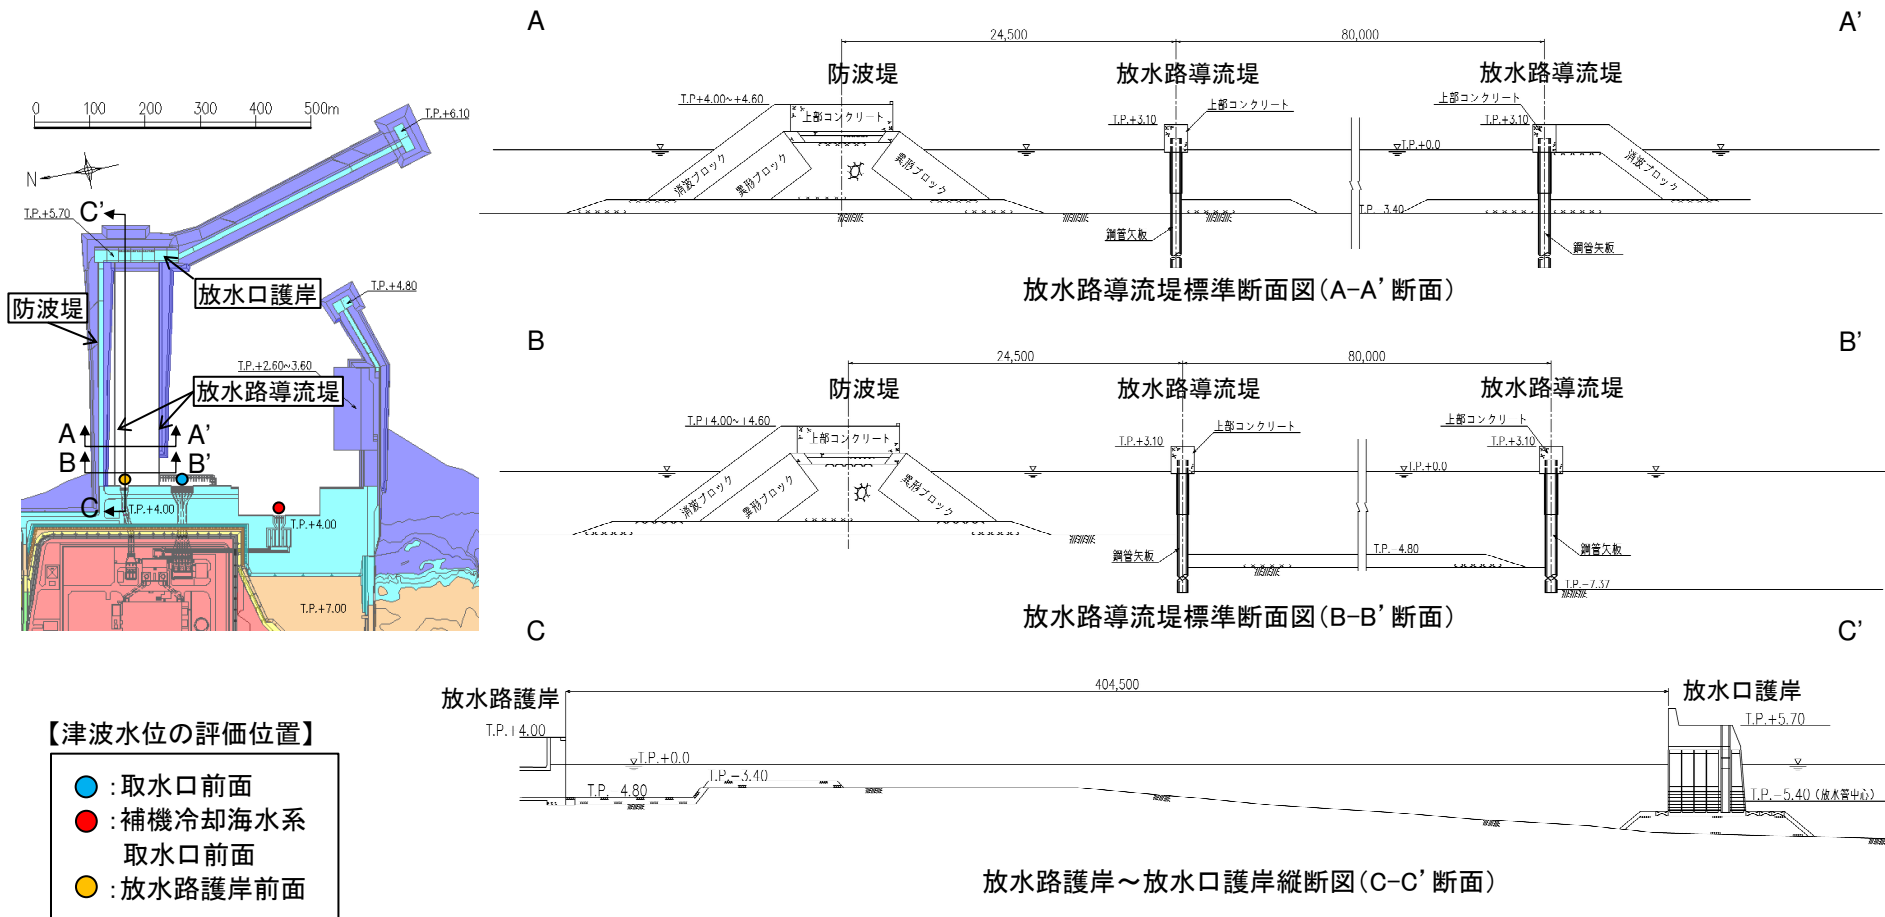 0 100 200 300 500m
N
T.P.+6.10
C'
T.P.+5.70
放水口護岸
防波堤
T.P.+4.80
T.P.+2.60~3.60
放水路導流堤
A A'
B B'
C
T.P.+4.00
T.P.+4.00
T.P.+7.00
【津波水位の評価位置】
:取水口前面
:補機冷却海水系
取水口前面
:放水路護岸前面
A A'
24,500 80,000
防波堤 放水路導流堤 放水路導流堤
T.P+4.00~+4.60
上部コンクリート
T.P.+3.10
上部コンクリート
上部コンクリート
T.P.+3.10
T.P.+0.0
消波ブロック
異形ブロック
異形ブロック
消波ブロック
T.P.-3.40
鋼管矢板
鋼管矢板
放水路導流堤標準断面図(A-A'断面)
B B'
24,500 80,000
防波堤 放水路導流堤 放水路導流堤
T.P+4.00~+4.60
上部コンクリート
T.P.+3.10
上部コンクリート
上部コンクリート
T.P.+3.10
T.P.+0.0
消波ブロック
異形ブロック
異形ブロック
鋼管矢板
鋼管矢板
T.P.-4.80
T.P.-7.37
放水路導流堤標準断面図(B-B'断面)
C C'
404,500
放水路護岸 放水口護岸
T.P.+4.00
T.P.+5.70
T.P.+0.0
T.P.-3.40
T.P. 4.80
T.P.-5.40 (放水管中心)
放水路護岸~放水口護岸縦断図(C-C'断面)